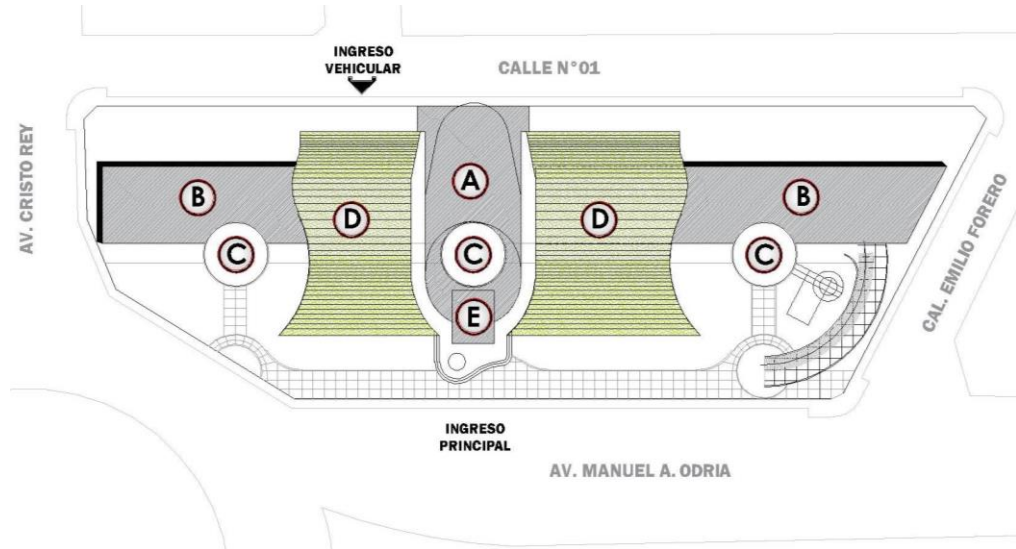 INGRESO
VEHICULAR
CALLE N°01
AV. CRISTO REY
A
B
B
D
D
C
C
C
E
CAL. EMILIO FORERO
INGRESO
PRINCIPAL
AV. MANUEL A. ODRIA